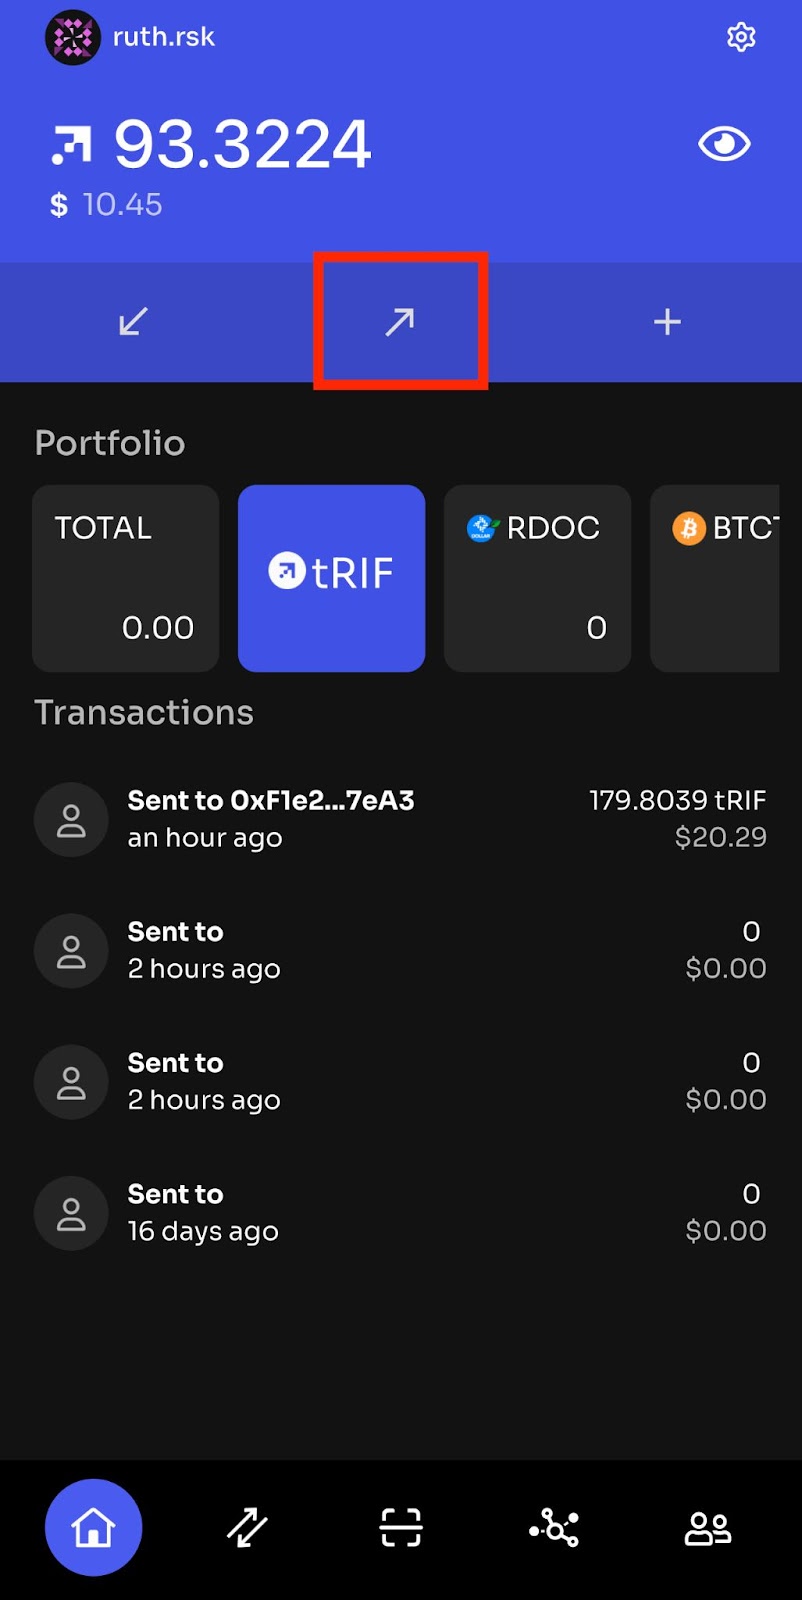 ruth.rsk
93.3224
$ 10.45
Portfolio
TOTAL
0.00
tRIF
RDOC
0
BTCT
Transactions
Sent to 0xF1e2...7eA3
179.8039 tRIF
an hour ago
$20.29
Sent to
0
2 hours ago
$0.00
Sent to
0
2 hours ago
$0.00
Sent to
0
16 days ago
$0.00